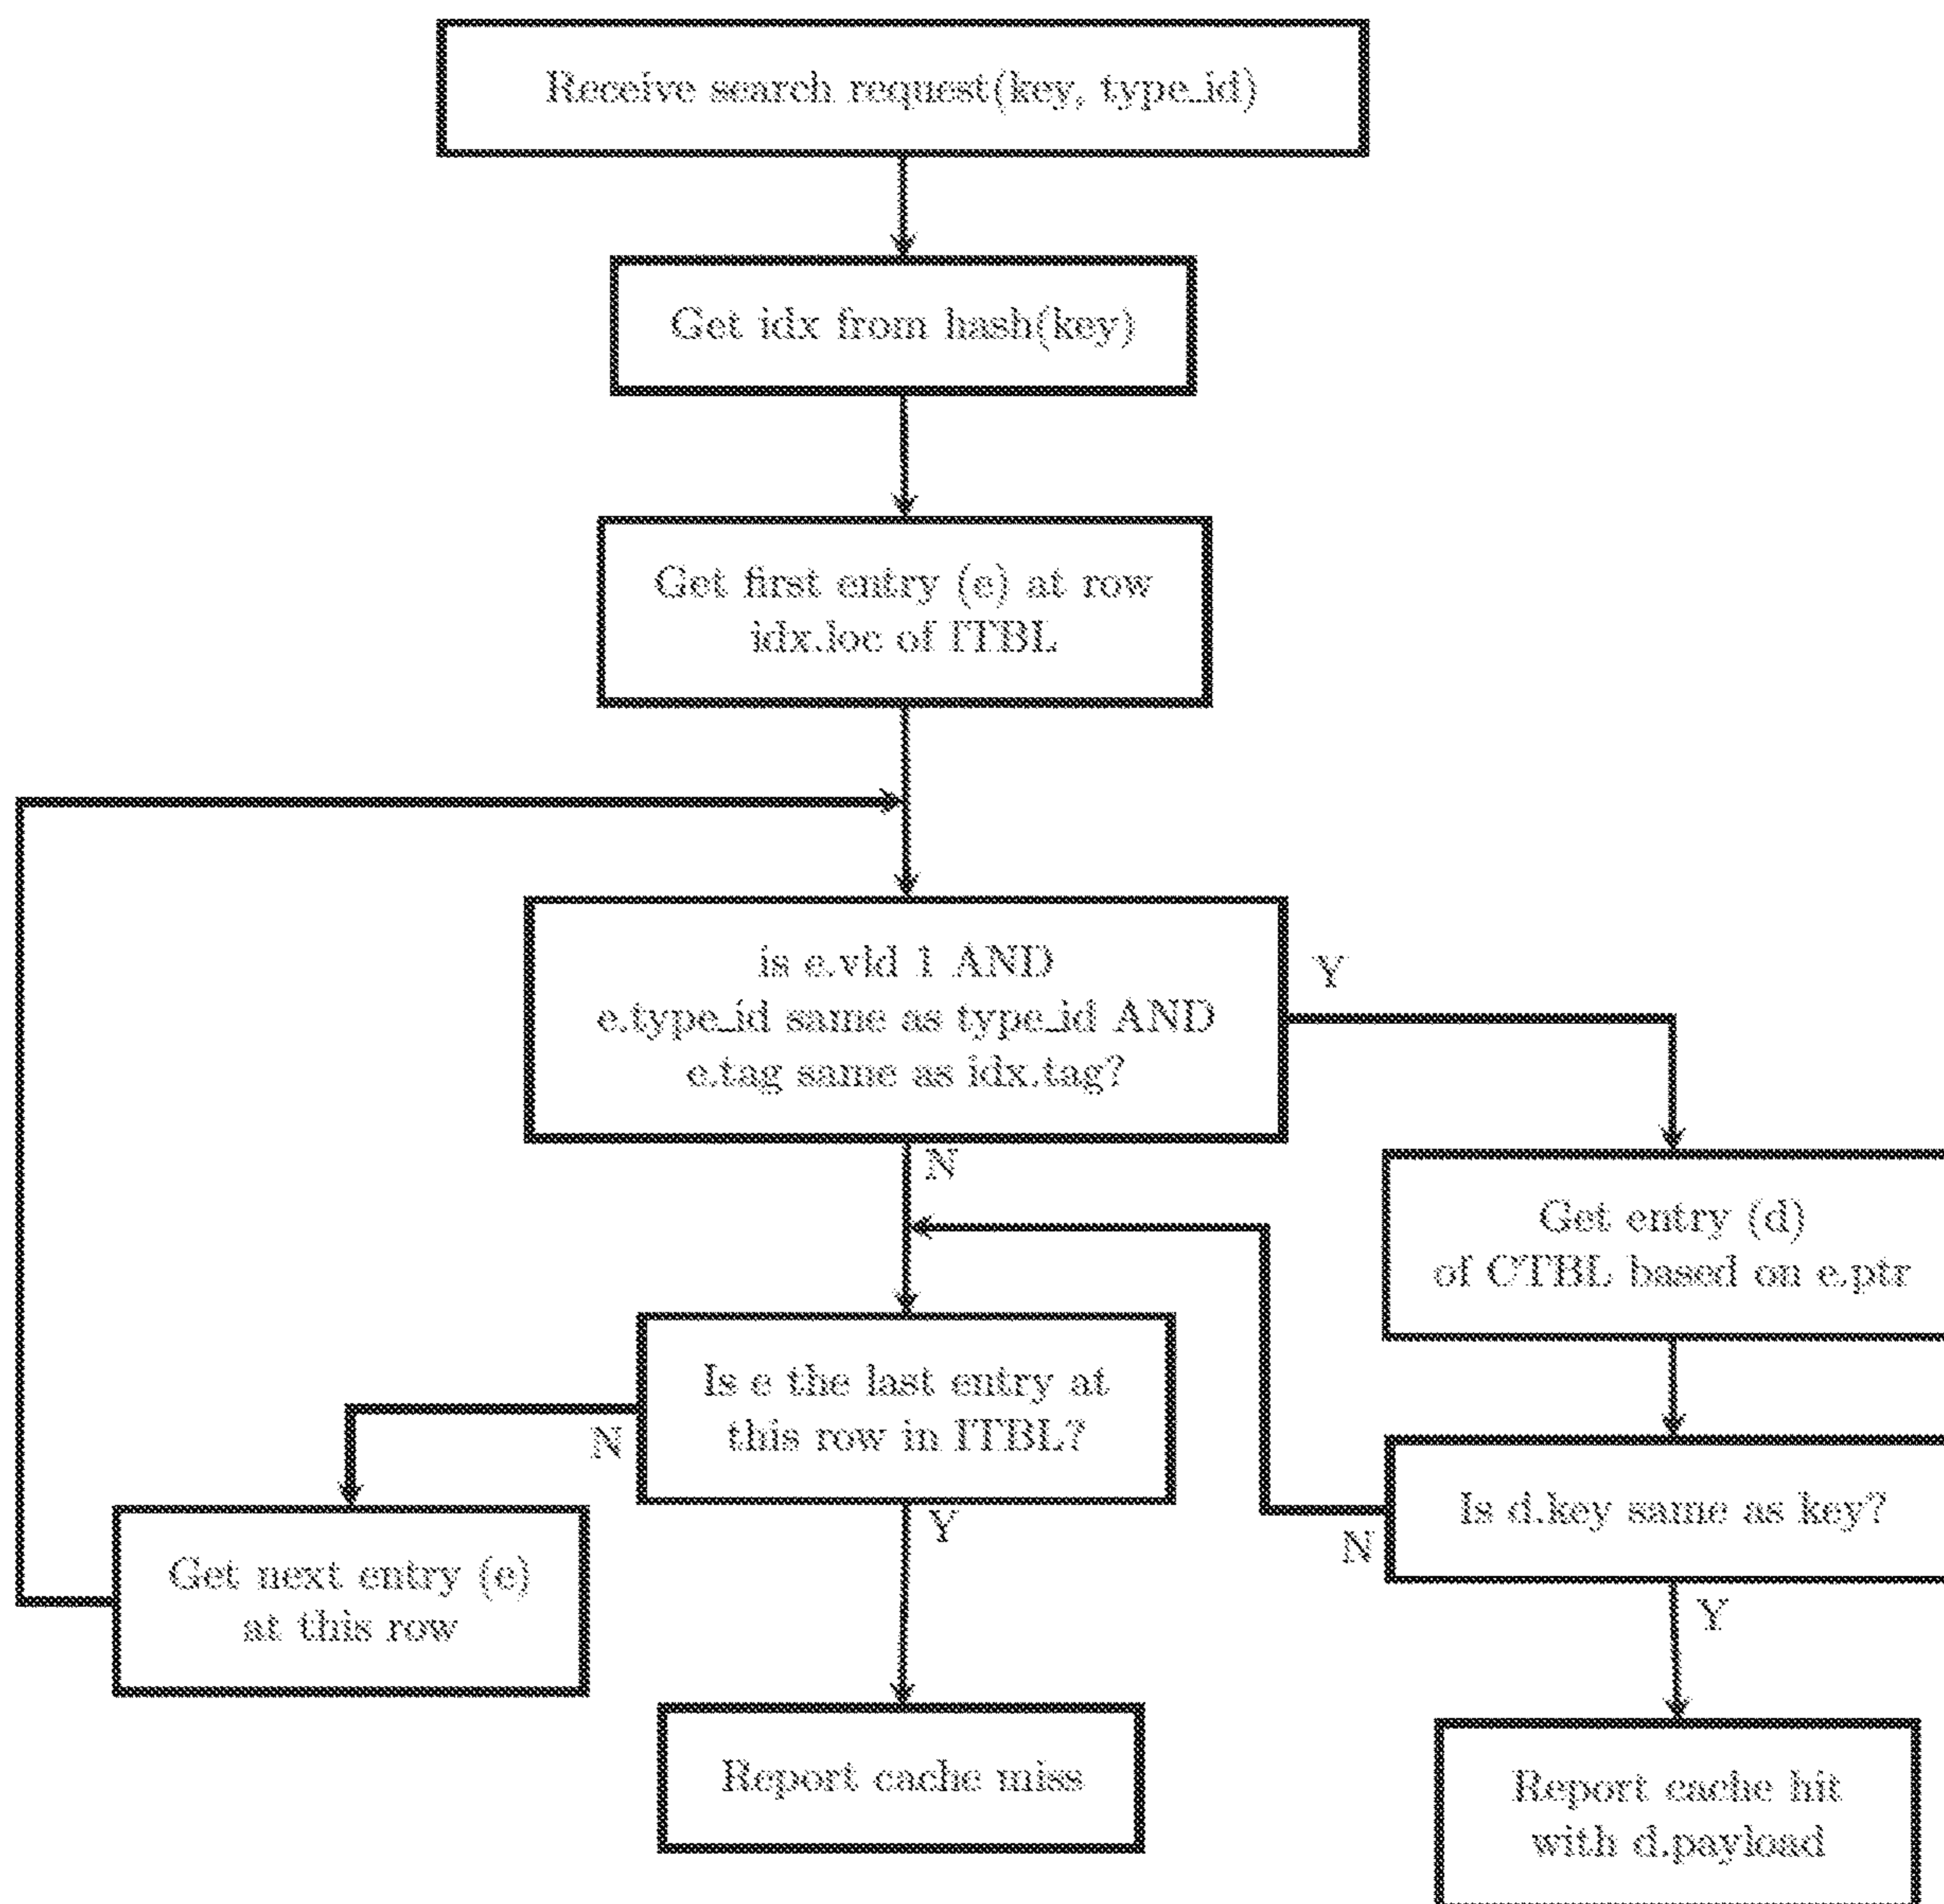 Receive search request(key, type_id)
Get idx from hash(key)
Get first entry (e) at row
idx.loc of ITBL
is e.vld 1 AND
e.type_id same as type_id AND
e.tag same as idx.tag?
Y
N
Get entry (d)
of CTBL based on e.ptr
Is e the last entry at
this row in ITBL?
N
Y
Is d.key same as key?
N
Y
Get next entry (e)
at this row
Report cache miss
Report cache hit
with d.payload